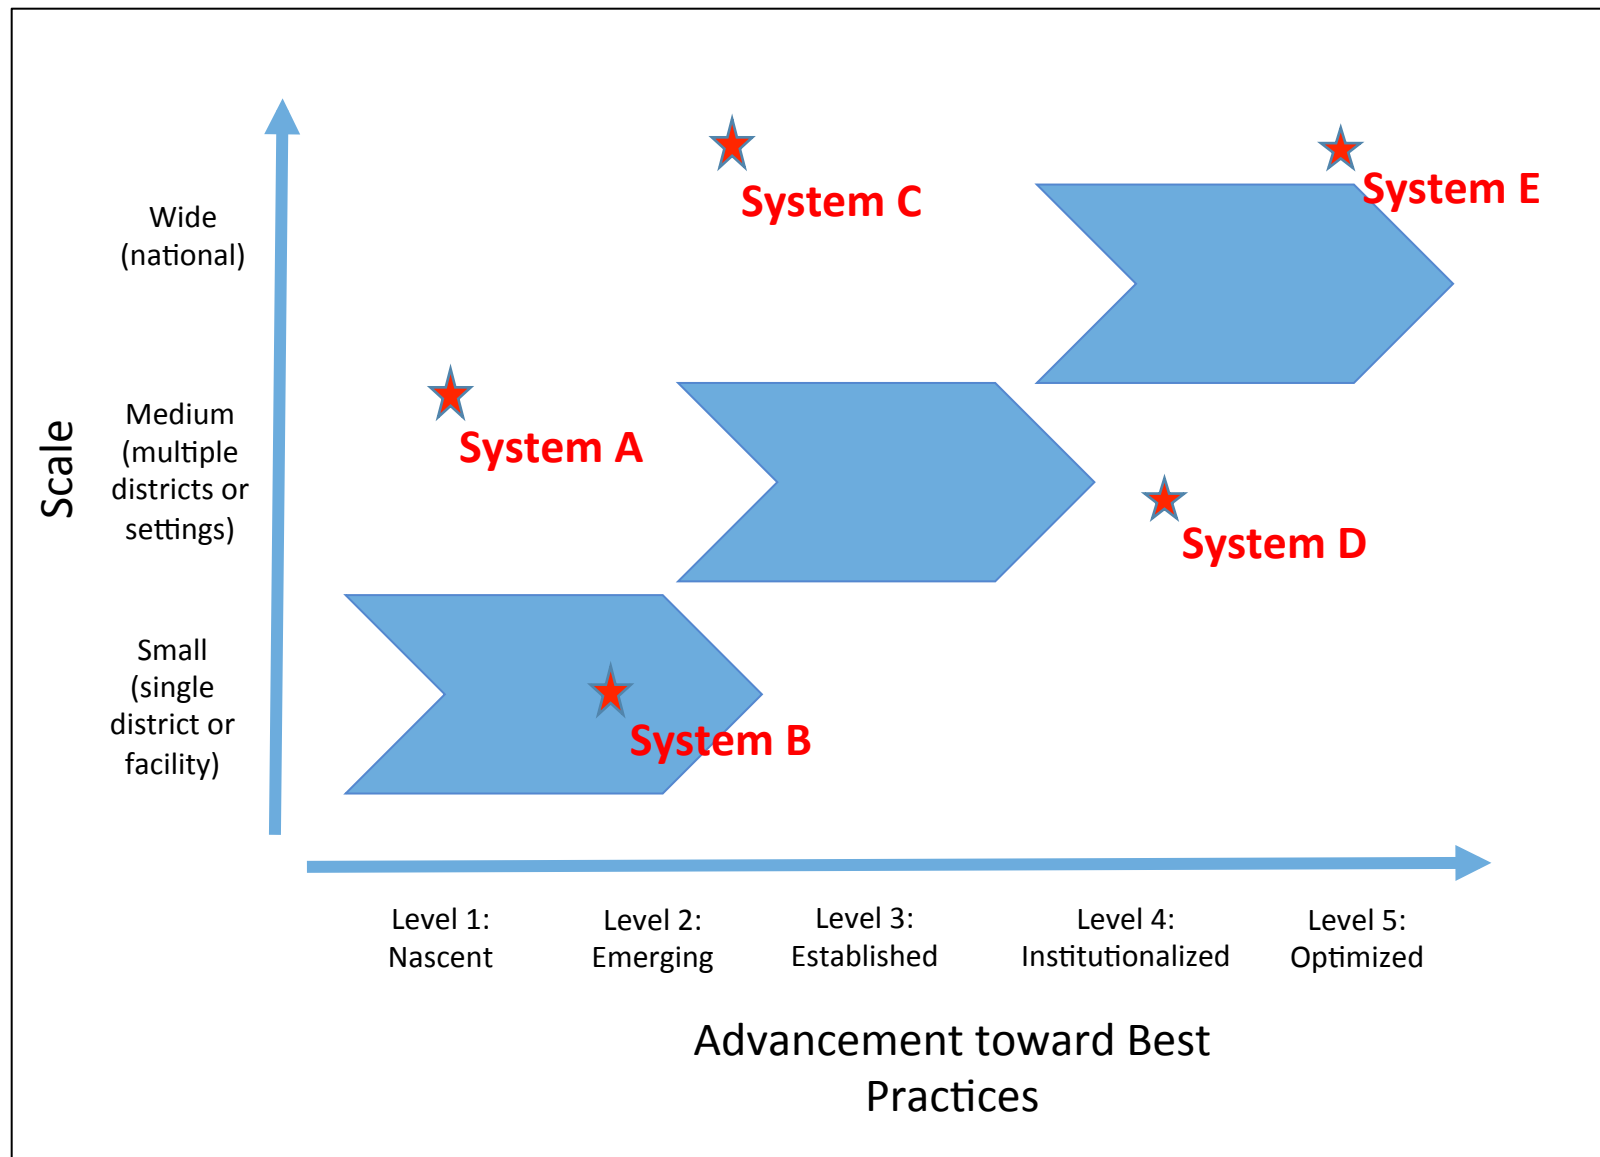 System C
System E
Wide
(national)
System A
Scale
Medium
(multiple
districts or
settings)
System D
Small
(single
district or
facility)
System B
Level 1:
Nascent
Level 2:
Emerging
Level 3:
Established
Level 4:
Institutionalized
Level 5:
Optimized
Advancement toward Best
Practices